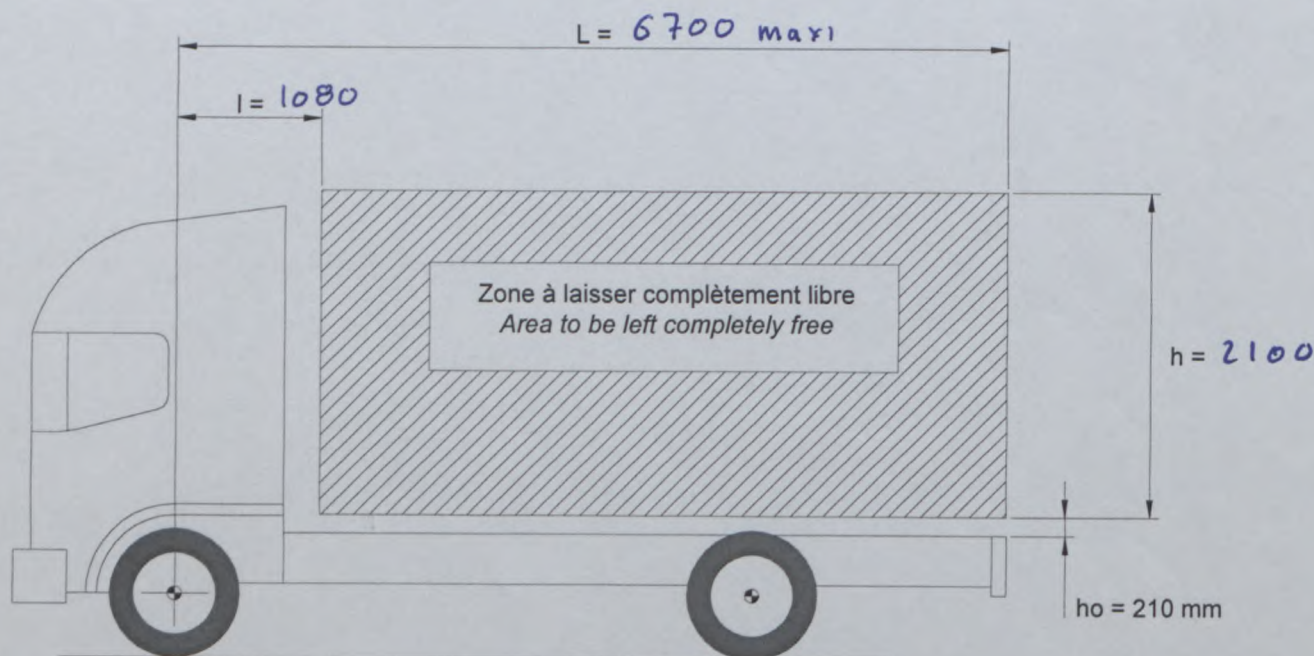 L = 6700 maxi
l = 1080
Zone à laisser complètement libre
Area to be left completely free
h = 2100
ho = 210 mm